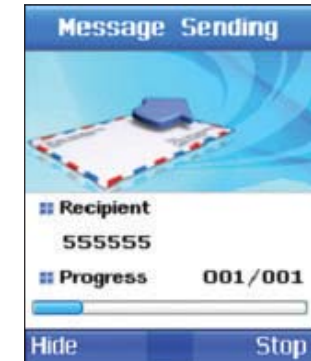 Message Sending
Recipient
555555
Progress 001/001
Hide Stop